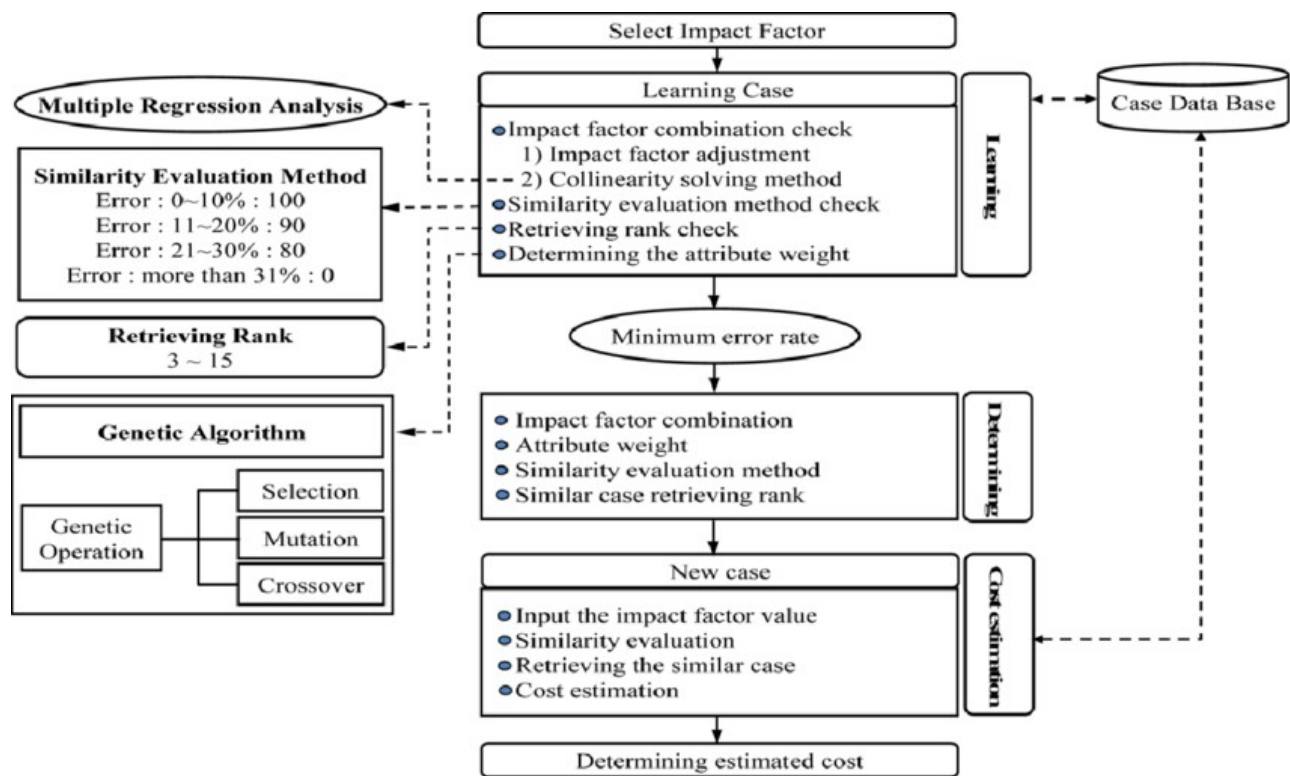 Select Impact Factor
Multiple Regression Analysis
Similarity Evaluation Method
Error : 0~10% : 100
Error : 11~20% : 90
Error : 21~30% : 80
Error : more than 31% : 0
Retrieving Rank
3 ~ 15
Genetic Algorithm
Genetic
Operation
Selection
Mutation
Crossover
Learning Case
Impact factor combination check
1) Impact factor adjustment
2) Collinearity solving method
Similarity evaluation method check
Retrieving rank check
Determining the attribute weight
Learning
Case Data Base
Minimum error rate
Impact factor combination
Attribute weight
Similarity evaluation method
Similar case retrieving rank
Determining
New case
Input the impact factor value
Similarity evaluation
Retrieving the similar case
Cost estimation
Cost estimation
Determining estimated cost